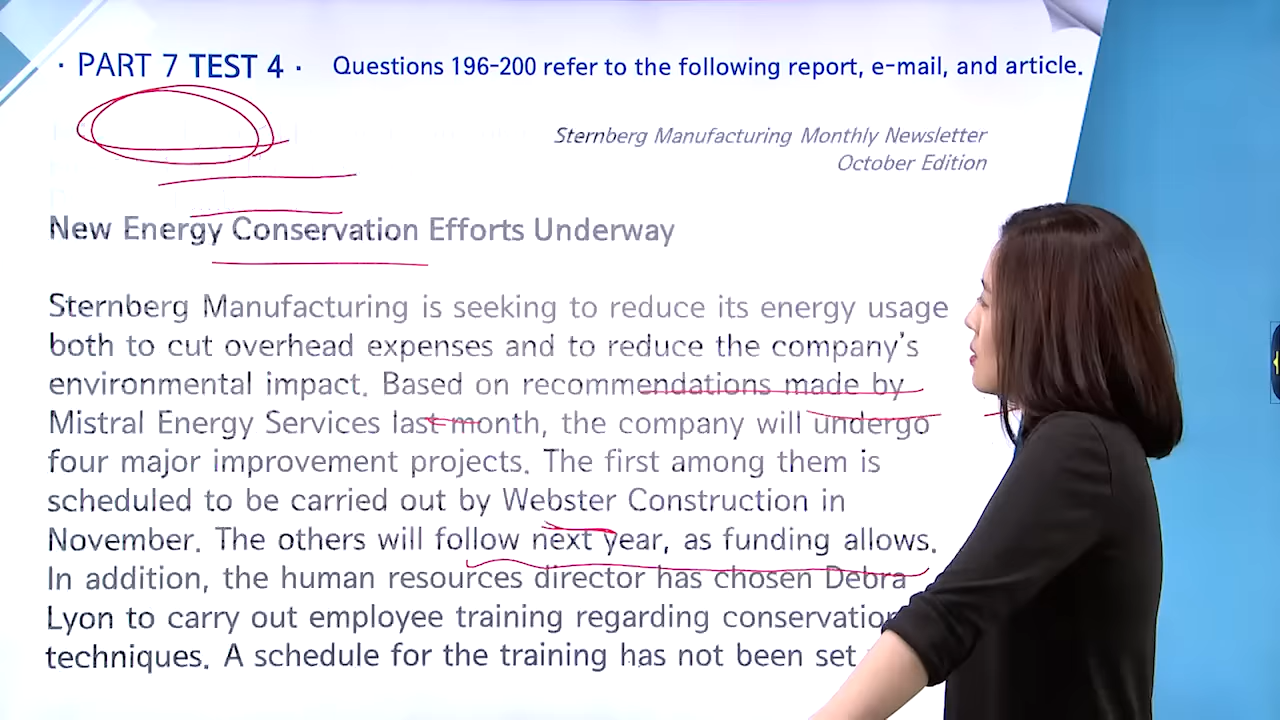 · PART 7 TEST 4 · Questions 196-200 refer to the following report, e-mail, and article.
Sternberg Manufacturing Monthly Newsletter
October Edition
New Energy Conservation Efforts Underway
Sternberg Manufacturing is seeking to reduce its energy usage
both to cut overhead expenses and to reduce the company's
environmental impact. Based on recommendations made by
Mistral Energy Services last month, the company will undergo
four major improvement projects. The first among them is
scheduled to be carried out by Webster Construction in
November. The others will follow next year, as funding allows.
In addition, the human resources director has chosen Debra
Lyon to carry out employee training regarding conservation
techniques. A schedule for the training has not been set